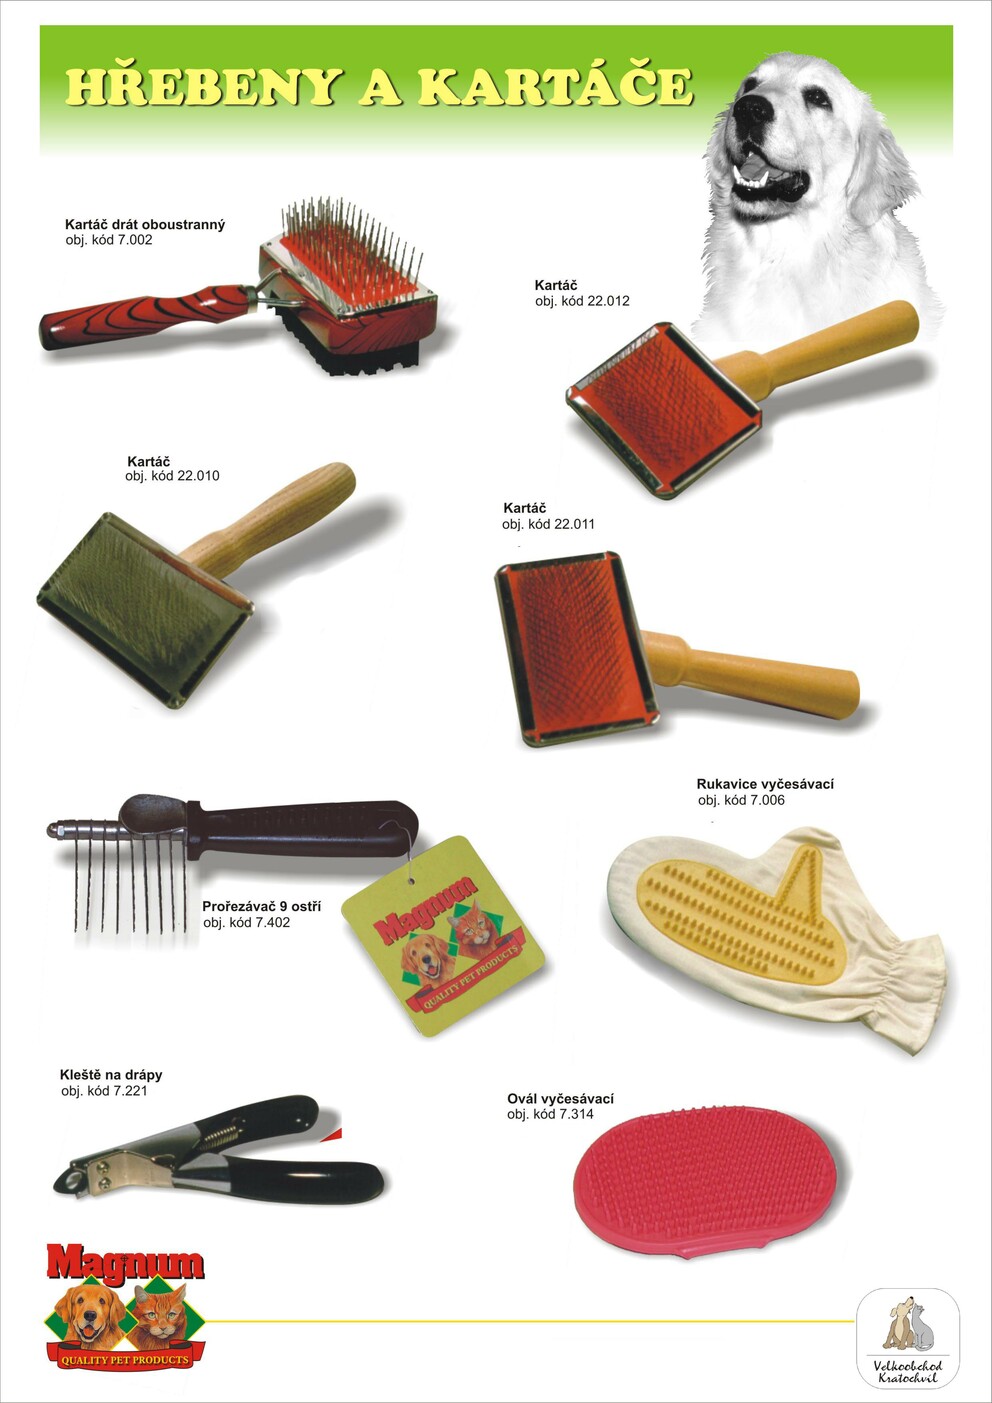 HŘEBENY A KARTÁČE
Kartáč drát oboustranný
obj. kód 7.002
Kartáč
obj. kód 22.012
Kartáč
obj. kód 22.010
Kartáč
obj. kód 22.011
Rukavice vyčesávací
obj. kód 7.006
Prořezávač 9 ostří
obj. kód 7.402
Magnum
QUALITY PET PRODUCTS
Kleště na drápy
obj. kód 7.221
Ovál vyčesávací
obj. kód 7.314
Magnum
QUALITY PET PRODUCTS
Velkoobchod
Kratochvíl